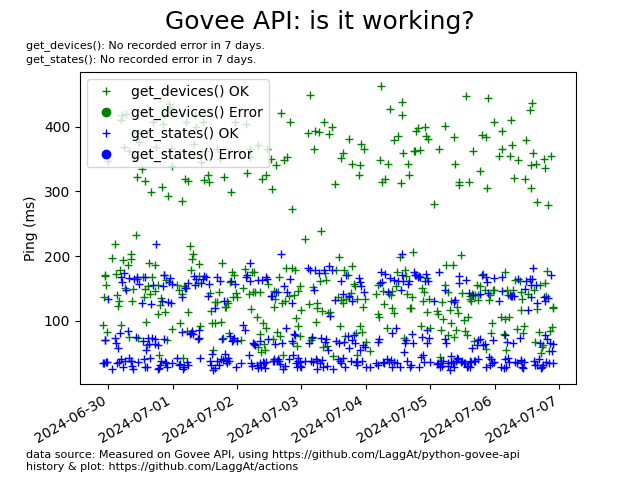 Govee API: is it working?
get_devices(): No recorded error in 7 days.
get_states(): No recorded error in 7 days.
get_devices() OK
get_devices() Error
get_states() OK
get_states() Error
Ping (ms)
400
300
200
100
2024-06-30
2024-07-01
2024-07-02
2024-07-03
2024-07-04
2024-07-05
2024-07-06
2024-07-07
data source: Measured on Govee API, using https://github.com/LaggAt/python-govee-api
history & plot: https://github.com/LaggAt/actions